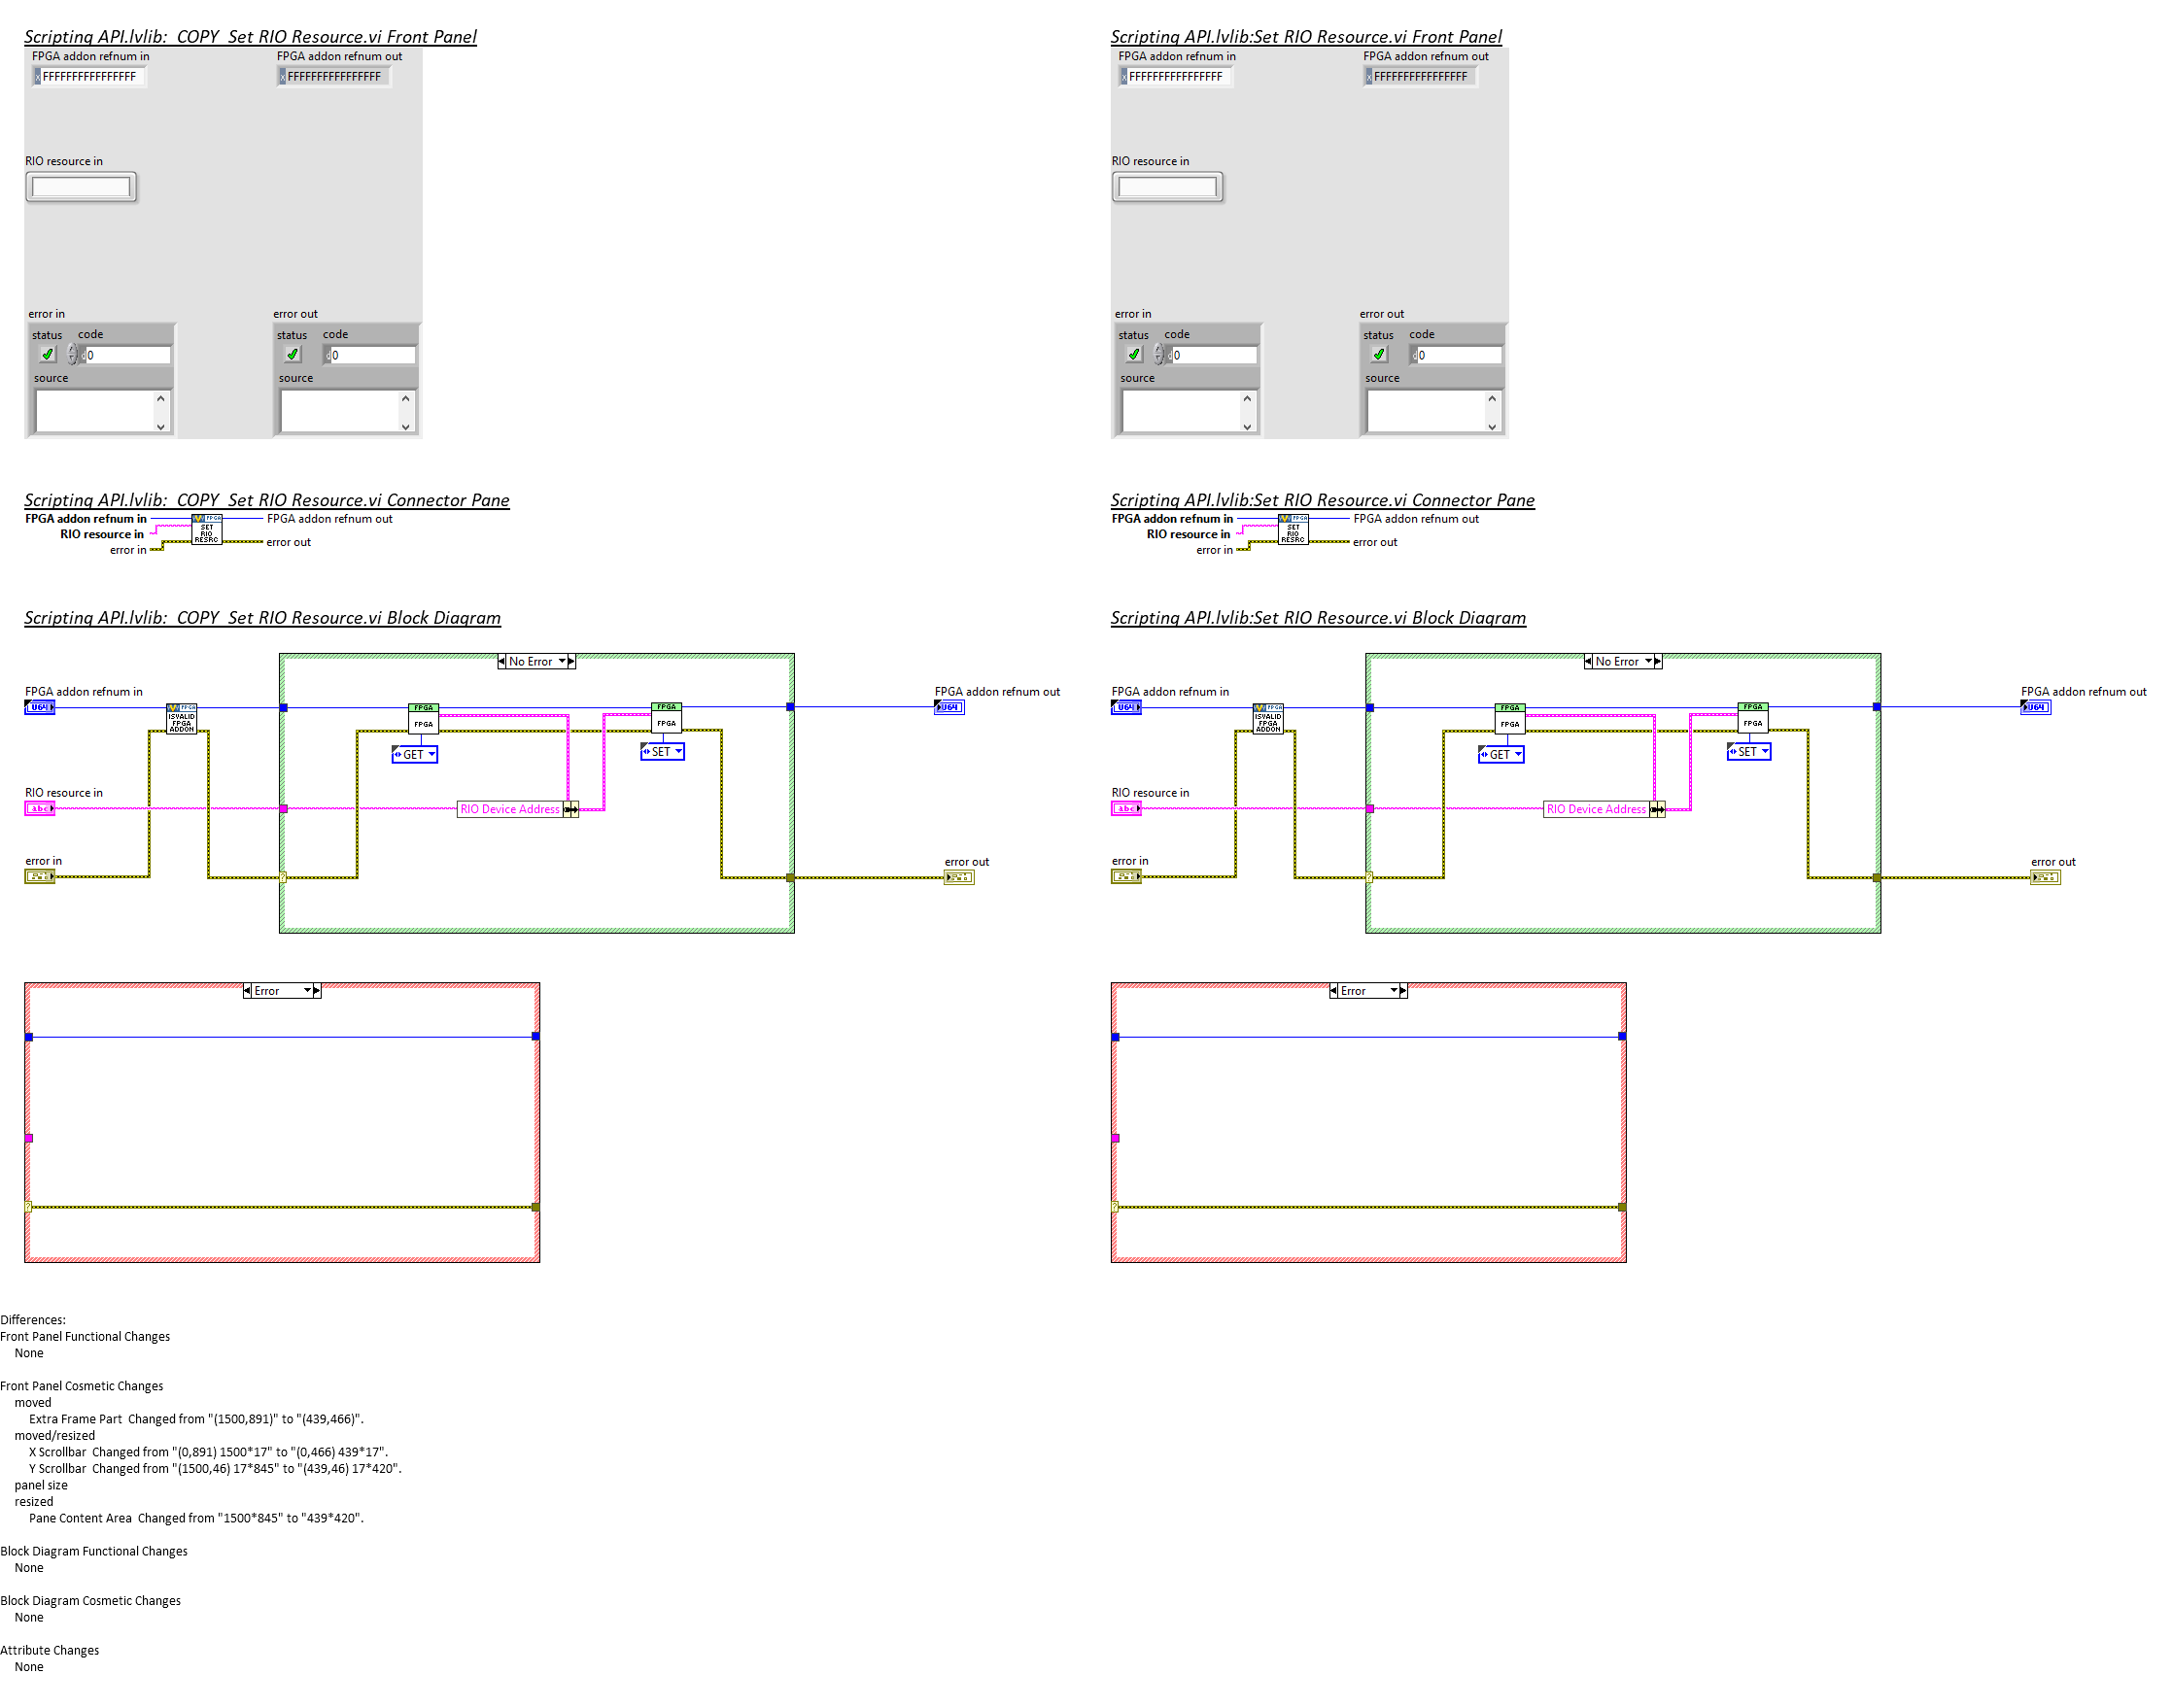 Scripting API.lvlib:  COPY  Set RIO Resource.vi Front Panel
FPGA addon refnum in
FPGA addon refnum out
x FFFFFFFFFFFFFFFF
x FFFFFFFFFFFFFFFF
RIO resource in
error in
error out
status code
status code
d 0
d 0
source
source
Scripting API.lvlib:Set RIO Resource.vi Front Panel
FPGA addon refnum in
FPGA addon refnum out
x FFFFFFFFFFFFFFFF
x FFFFFFFFFFFFFFFF
RIO resource in
error in
error out
status code
status code
d 0
d 0
source
source
Scripting API.lvlib:  COPY  Set RIO Resource.vi Connector Pane
FPGA addon refnum in
RIO resource in
error in
FPGA
SET
RIO
RESRC
FPGA addon refnum out
error out
Scripting API.lvlib:Set RIO Resource.vi Connector Pane
FPGA addon refnum in
RIO resource in
error in
FPGA
SET
RIO
RESRC
FPGA addon refnum out
error out
Scripting API.lvlib:  COPY  Set RIO Resource.vi Block Diagram
No Error
FPGA addon refnum in
U64
FPGA
ISVALID
FPGA
ADDON
FPGA
FPGA
GET
FPGA
FPGA
SET
FPGA addon refnum out
U64
RIO resource in
abc
RIO Device Address
error in
?
error out
Error
?
Scripting API.lvlib:Set RIO Resource.vi Block Diagram
No Error
FPGA addon refnum in
U64
FPGA
ISVALID
FPGA
ADDON
FPGA
FPGA
GET
FPGA
FPGA
SET
FPGA addon refnum out
U64
RIO resource in
abc
RIO Device Address
error in
?
error out
Error
?
Differences:
Front Panel Functional Changes
None
Front Panel Cosmetic Changes
moved
Extra Frame Part  Changed from "(1500,891)" to "(439,466)".
moved/resized
X Scrollbar  Changed from "(0,891) 1500*17" to "(0,466) 439*17".
Y Scrollbar  Changed from "(1500,46) 17*845" to "(439,46) 17*420".
panel size
resized
Pane Content Area  Changed from "1500*845" to "439*420".
Block Diagram Functional Changes
None
Block Diagram Cosmetic Changes
None
Attribute Changes
None